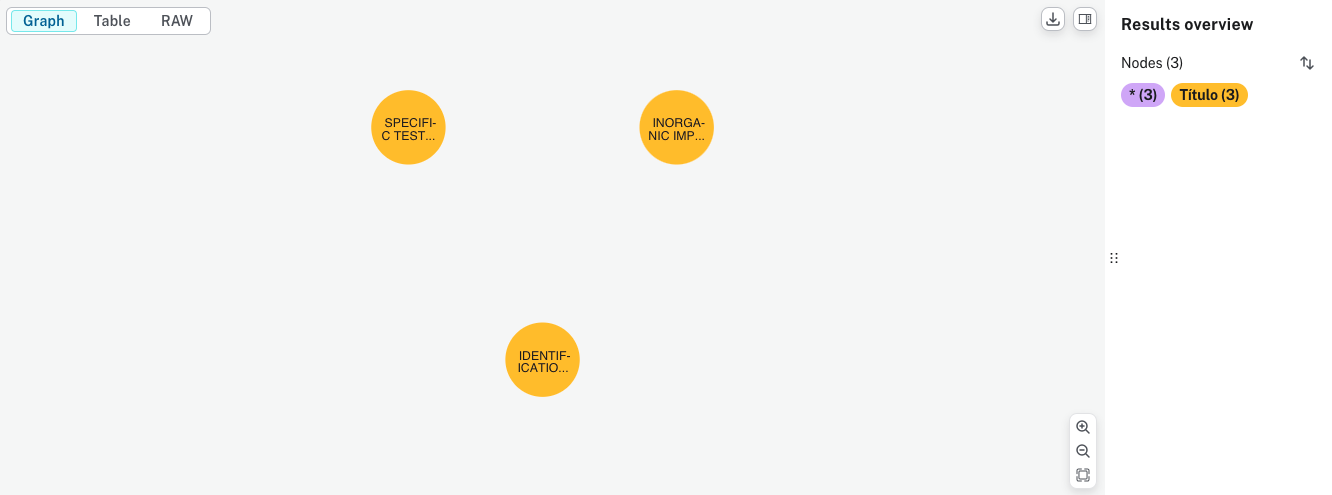 Graph Table RAW
Results overview
Nodes (3)
* (3) Título (3)
SPECIFI-
C TEST...
INORGA-
NIC IMP...
IDENTIF-
ICATIO...